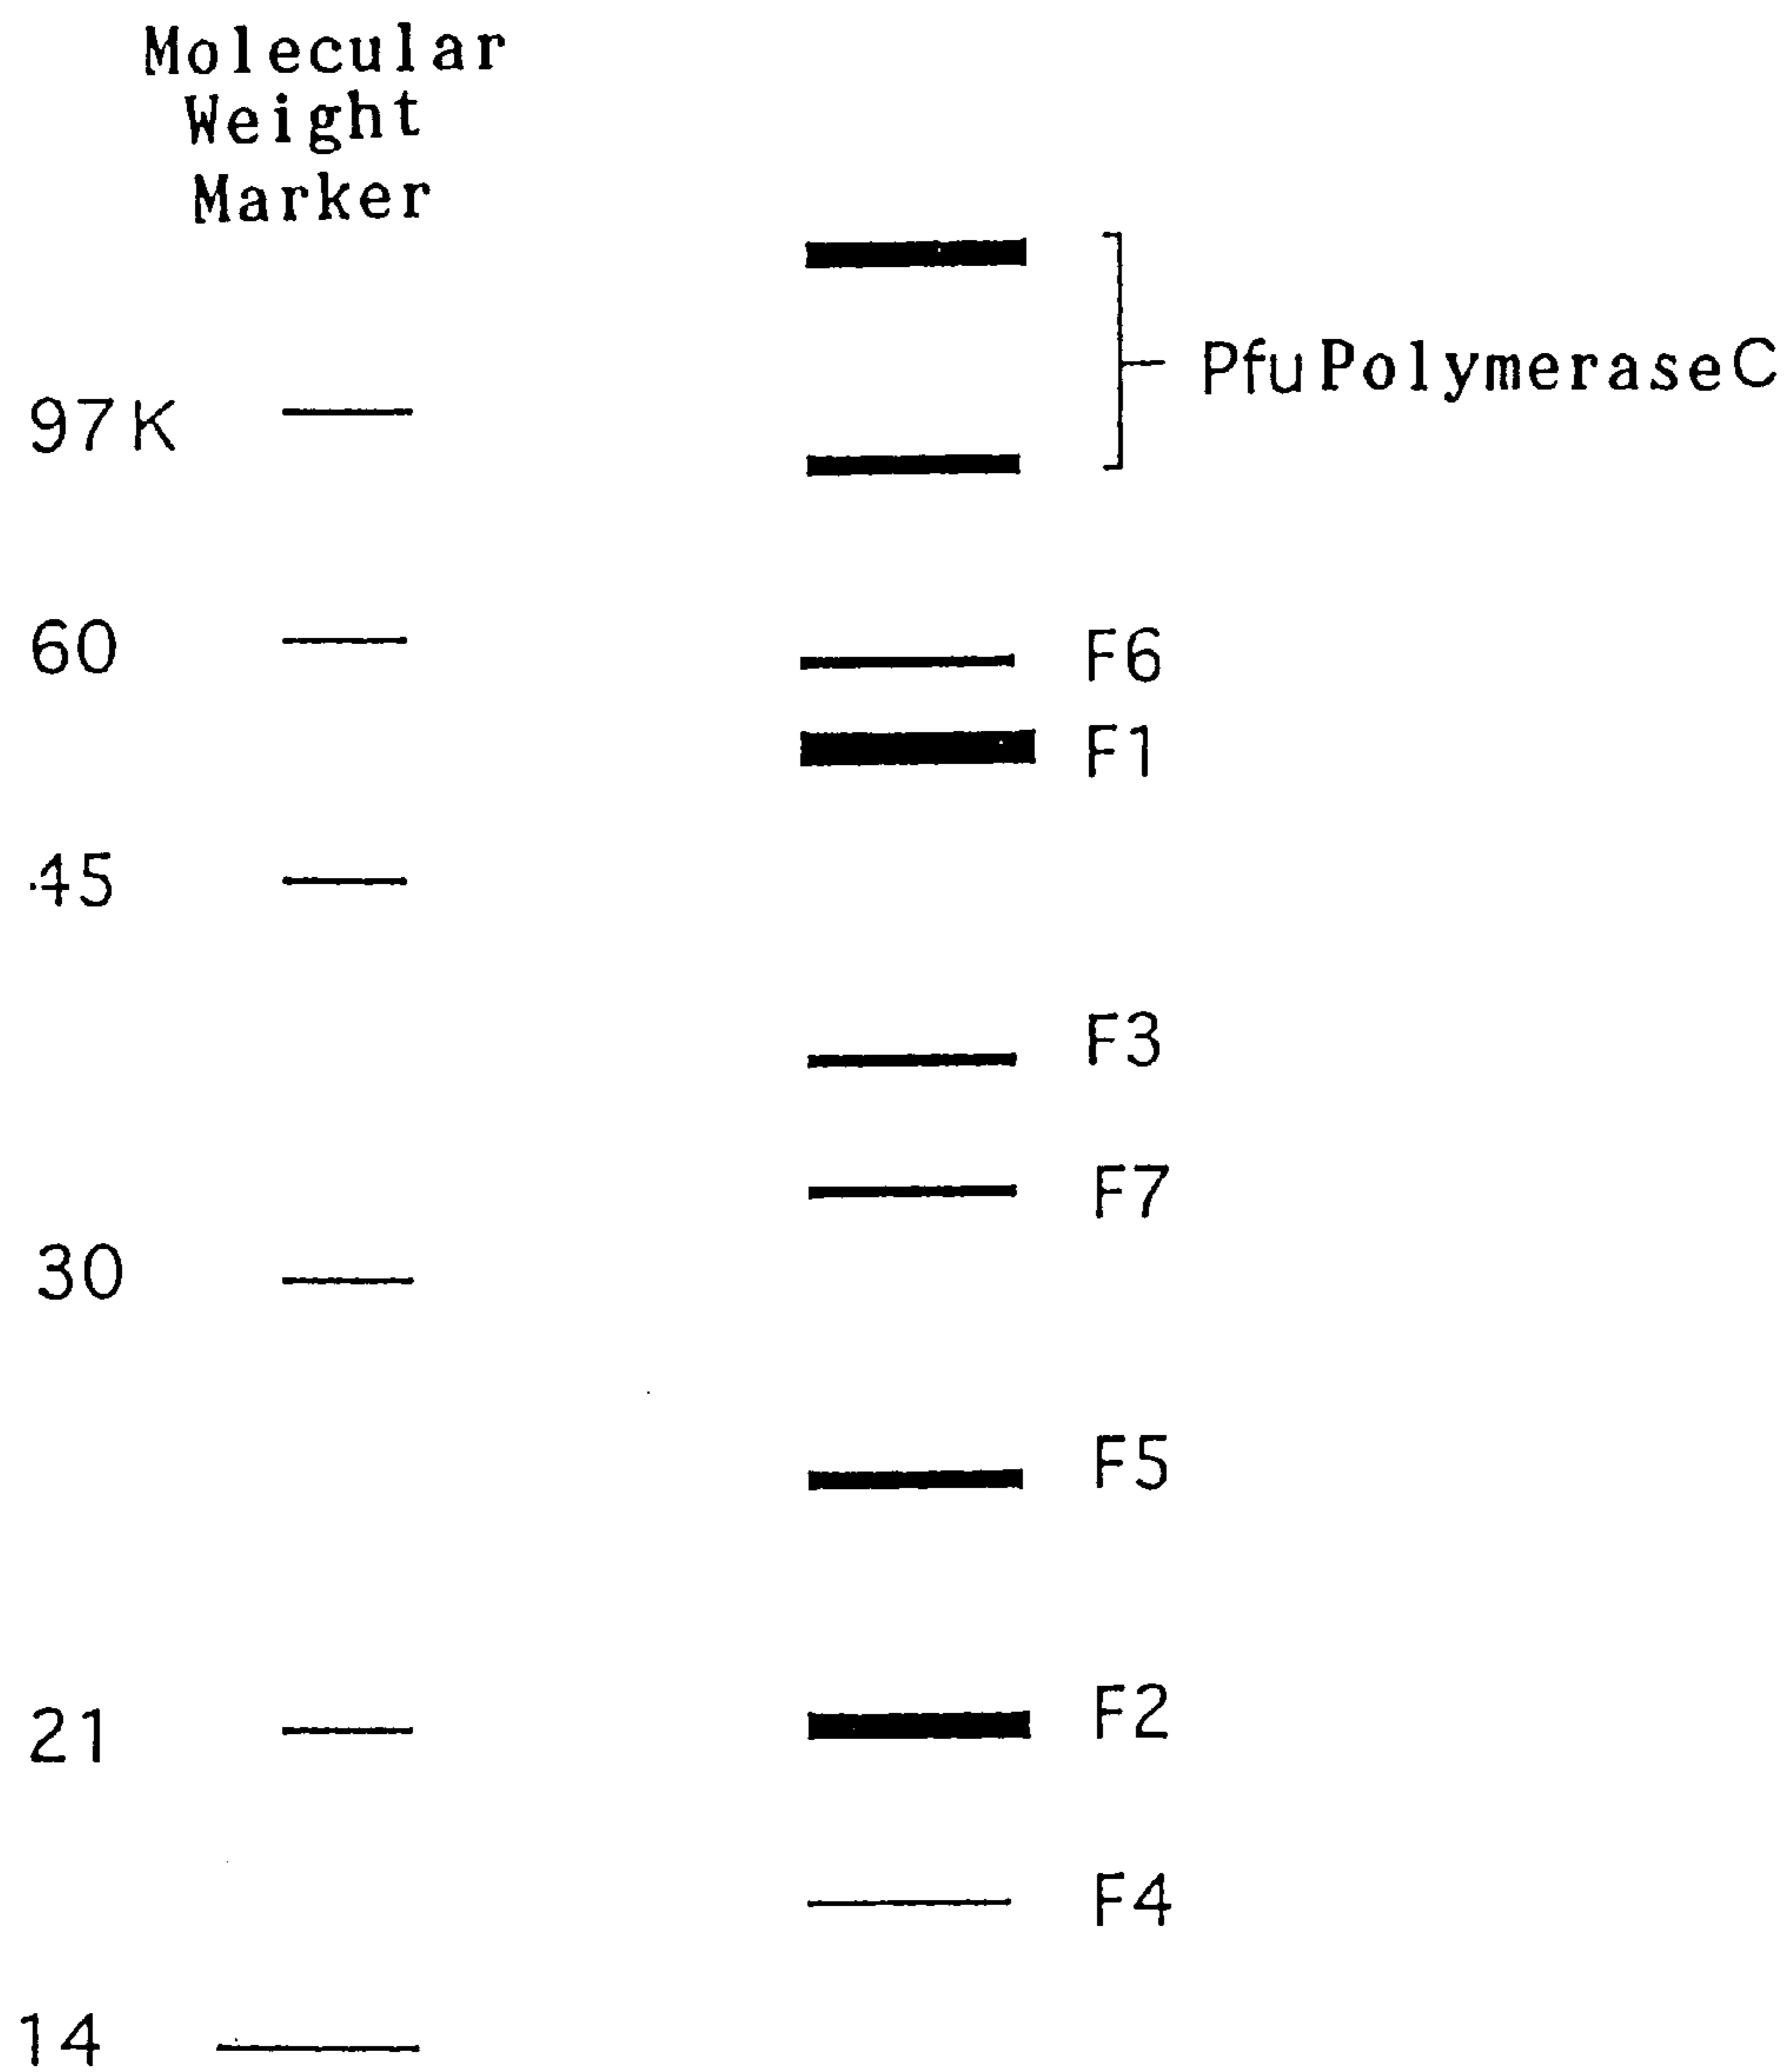 Molecular
Weight
Marker
PfuPolymeraseC
97K
60
F6
F1
45
F3
F7
30
F5
21
F2
F4
14